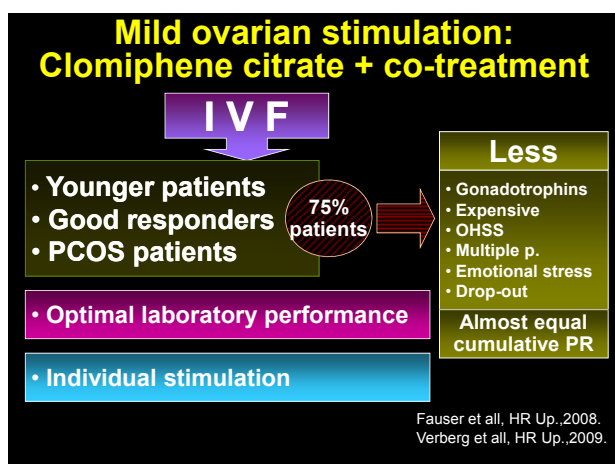 Mild ovarian stimulation:
Clomiphene citrate + co-treatment
I V F
• Younger patients
• Good responders
• PCOS patients
75%
patients
Less
• Gonadotrophins
• Expensive
• OHSS
• Multiple p.
• Emotional stress
• Drop-out
Almost equal
cumulative PR
• Optimal laboratory performance
• Individual stimulation
Fauser et all, HR Up.,2008.
Verberg et all, HR Up.,2009.